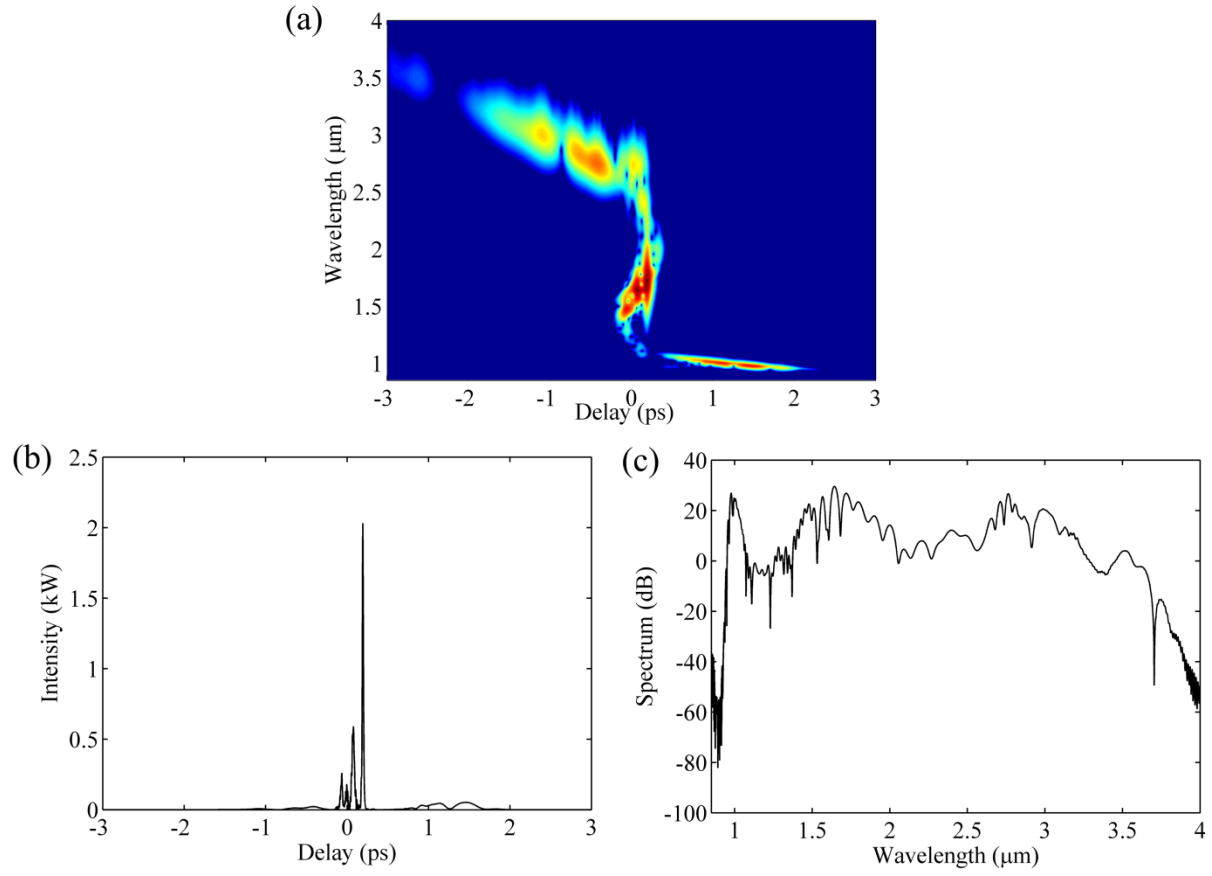 (a)
4
3.5
3
2.5
2
1.5
1
Wavelength (μm)
-3 -2 -1 0 1 2 3
Delay (ps)
(b)
2.5
2
1.5
1
0.5
0
Intensity (kW)
-3 -2 -1 0 1 2 3
Delay (ps)
(c)
40
20
0
-20
-40
-60
-80
-100
Spectrum (dB)
1 1.5 2 2.5 3 3.5 4
Wavelength (μm)